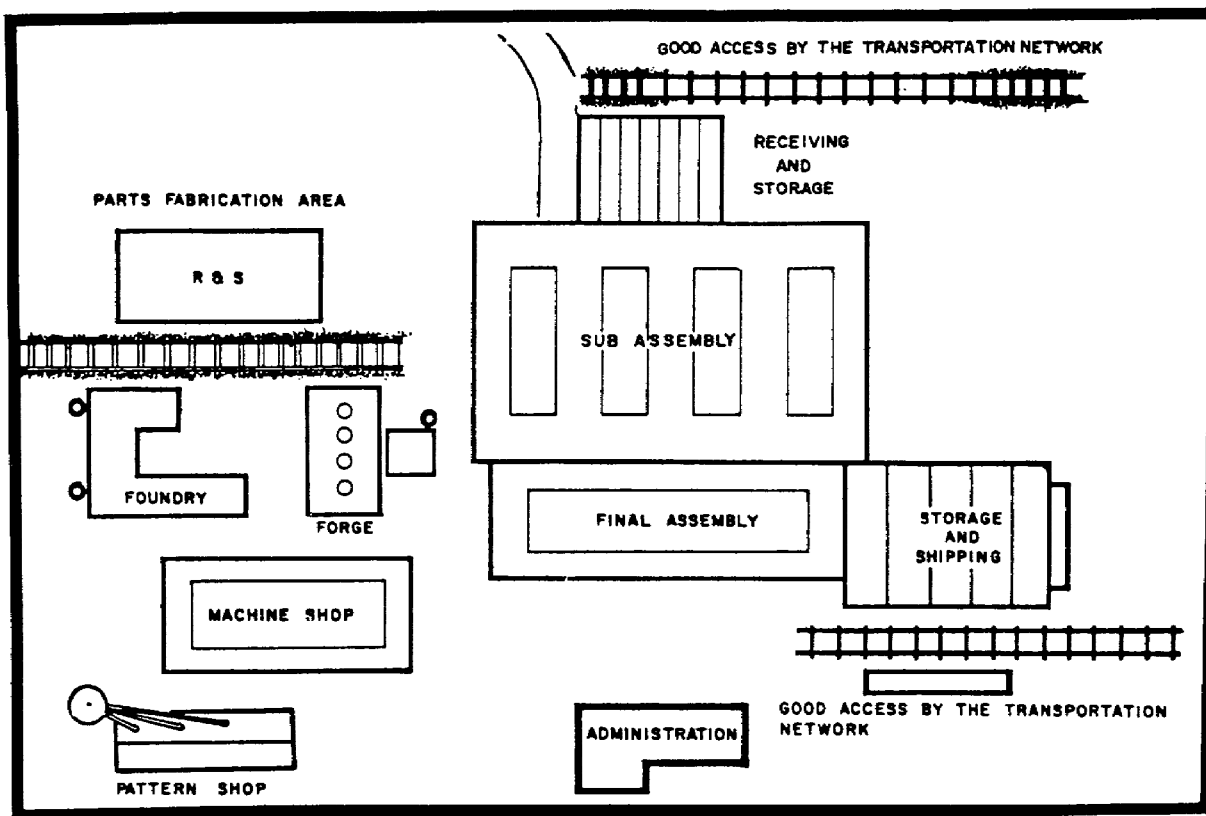 GOOD ACCESS BY THE TRANSPORTATION NETWORK
RECEIVING
AND
STORAGE
PARTS FABRICATION AREA
R & S
SUB ASSEMBLY
FOUNDRY
FORGE
FINAL ASSEMBLY
STORAGE
AND
SHIPPING
MACHINE SHOP
GOOD ACCESS BY THE TRANSPORTATION
NETWORK
ADMINISTRATION
PATTERN SHOP